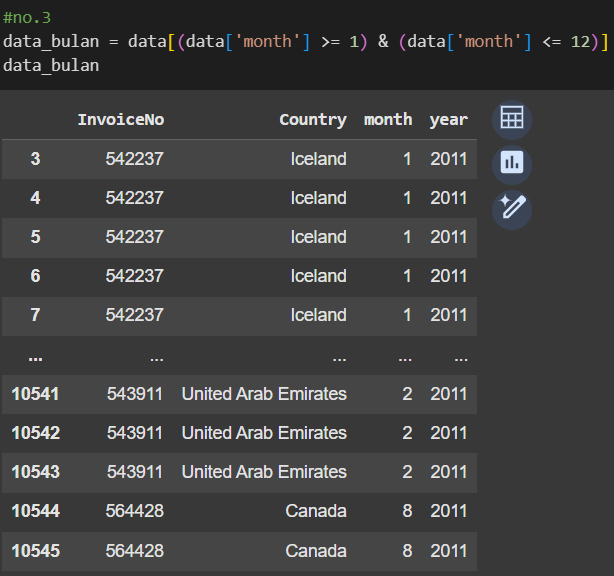 #no.3
data_bulan = data[(data['month'] >= 1) & (data['month'] <= 12)]
data_bulan
InvoiceNo Country month year
3 542237 Iceland 1 2011
4 542237 Iceland 1 2011
5 542237 Iceland 1 2011
6 542237 Iceland 1 2011
7 542237 Iceland 1 2011
... ... ... ... ...
10541 543911 United Arab Emirates 2 2011
10542 543911 United Arab Emirates 2 2011
10543 543911 United Arab Emirates 2 2011
10544 564428 Canada 8 2011
10545 564428 Canada 8 2011